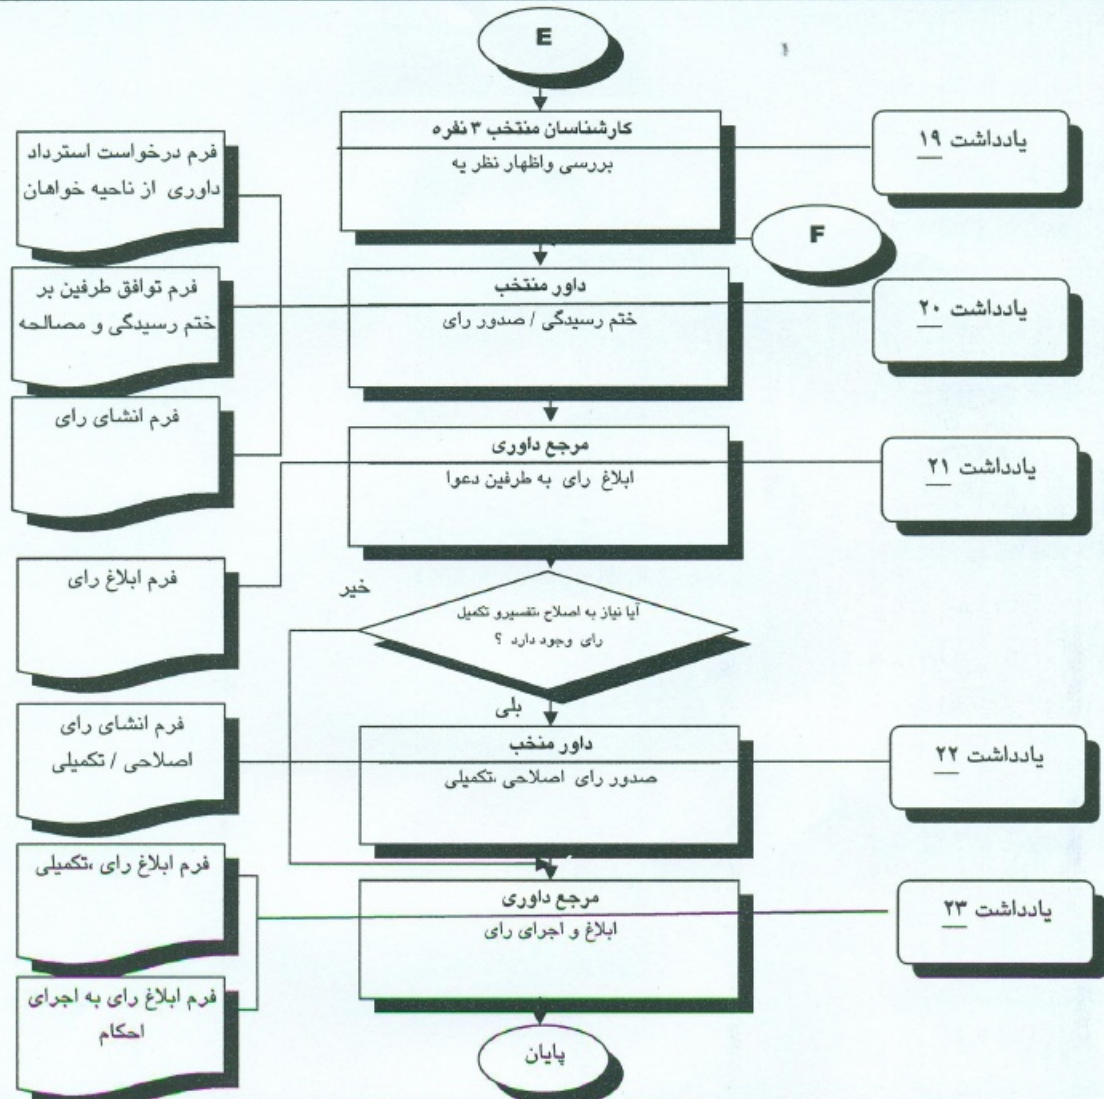 E
کارشناسان منتخب ۳ نفره
بررسی واظهار نظر یه
یادداشت ۱۹
فرم درخواست استرداد
داوری از ناحیه خواهان
F
داور منتخب
ختم رسیدگی / صدور رای
یادداشت ۲۰
فرم توافق طرفین بر
ختم رسیدگی و مصالحه
فرم انشای رای
مرجع داوری
ابلاغ رای به طرفین دعوا
یادداشت ۲۱
فرم ابلاغ رای
خیر
آیا نیاز به اصلاح ،تفسیرو تکمیل
رای وجود دارد ؟
بلی
داور منخب
صدور رای اصلاحی ،تکمیلی
یادداشت ۲۲
فرم انشای رای
اصلاحی / تکمیلی
فرم ابلاغ رای ،تکمیلی
مرجع داوری
ابلاغ و اجرای رای
یادداشت ۲۳
فرم ابلاغ رای به اجرای
احکام
پایان